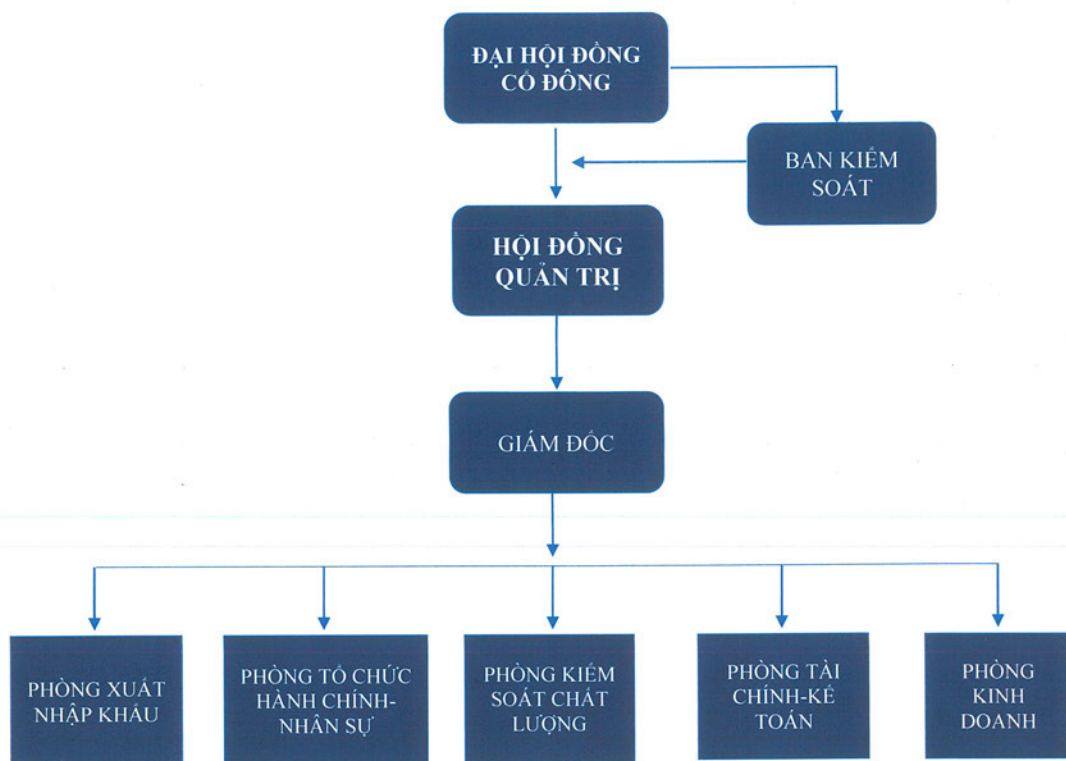 ĐẠI HỘI ĐỒNG
CỔ ĐÔNG
BAN KIỂM
SOÁT
HỘI ĐỒNG
QUẢN TRỊ
GIÁM ĐỐC
PHÒNG XUẤT
NHẬP KHẨU
PHÒNG TỔ CHỨC
HÀNH CHÍNH-
NHÂN SỰ
PHÒNG KIỂM
SOÁT CHẤT
LƯỢNG
PHÒNG TÀI
CHÍNH-KẾ
TOÁN
PHÒNG
KINH
DOANH